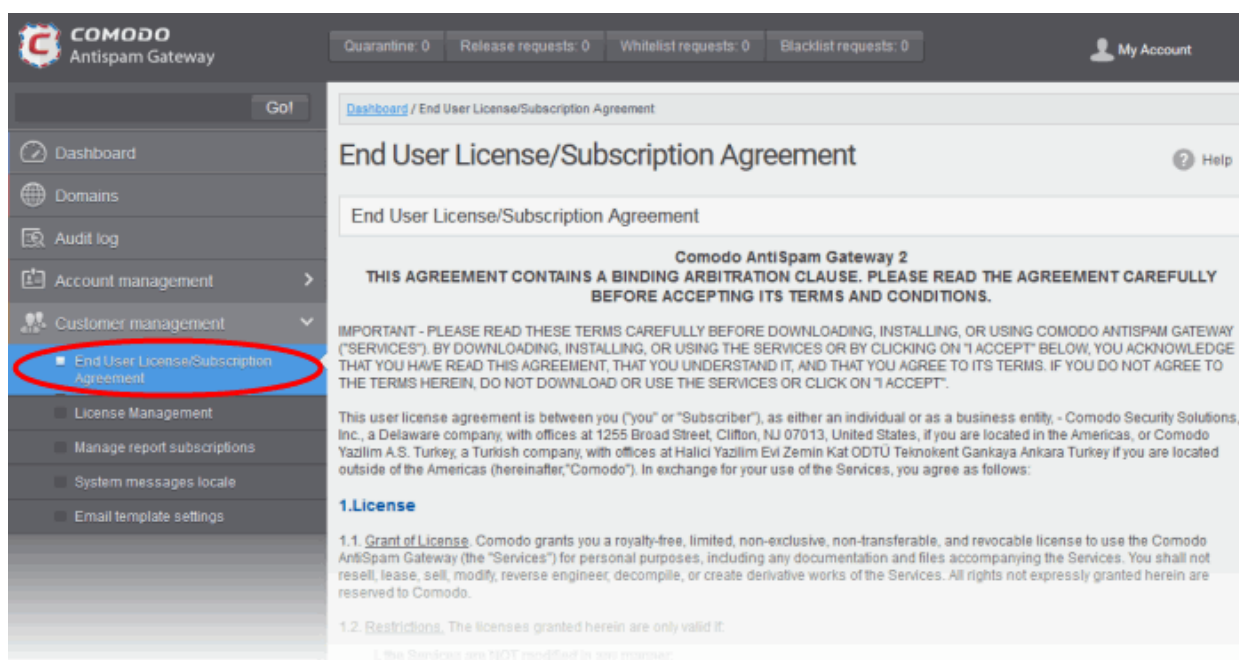 COMODO
Antispam Gateway
Quarantine: 0 Release requests: 0 Whitelist requests: 0 Blacklist requests: 0
My Account
Go!
Dashboard
Domains
Audit log
Account management
Customer management
End User License/Subscription
Agreement
License Management
Manage report subscriptions
System messages locale
Email template settings
Dashboard / End User License/Subscription Agreement
End User License/Subscription Agreement
Help
End User License/Subscription Agreement
Comodo AntiSpam Gateway 2
THIS AGREEMENT CONTAINS A BINDING ARBITRATION CLAUSE. PLEASE READ THE AGREEMENT CAREFULLY
BEFORE ACCEPTING ITS TERMS AND CONDITIONS.
IMPORTANT - PLEASE READ THESE TERMS CAREFULLY BEFORE DOWNLOADING, INSTALLING, OR USING COMODO ANTISPAM GATEWAY
("SERVICES"). BY DOWNLOADING, INSTALLING, OR USING THE SERVICES OR BY CLICKING ON "I ACCEPT" BELOW, YOU ACKNOWLEDGE
THAT YOU HAVE READ THIS AGREEMENT, THAT YOU UNDERSTAND IT, AND THAT YOU AGREE TO ITS TERMS. IF YOU DO NOT AGREE TO
THE TERMS HEREIN, DO NOT DOWNLOAD OR USE THE SERVICES OR CLICK ON "I ACCEPT".
This user license agreement is between you ("you" or "Subscriber"), as either an individual or as a business entity, - Comodo Security Solutions,
Inc., a Delaware company, with offices at 1255 Broad Street, Clifton, NJ 07013, United States, if you are located in the Americas, or Comodo
Yazilim A.S. Turkey, a Turkish company, with offices at Halici Yazilim Evi Zemin Kat ODTÜ Teknokent Gankaya Ankara Turkey if you are located
outside of the Americas (hereinafter,"Comodo"). In exchange for your use of the Services, you agree as follows:
1.License
1.1. Grant of License. Comodo grants you a royalty-free, limited, non-exclusive, non-transferable, and revocable license to use the Comodo
AntiSpam Gateway (the "Services") for personal purposes, including any documentation and files accompanying the Services. You shall not
resell, lease, sell, modify, reverse engineer, decompile, or create derivative works of the Services. All rights not expressly granted herein are
reserved to Comodo.
1.2. Restrictions. The licenses granted herein are only valid if:
i. the Services are NOT modified in any manner